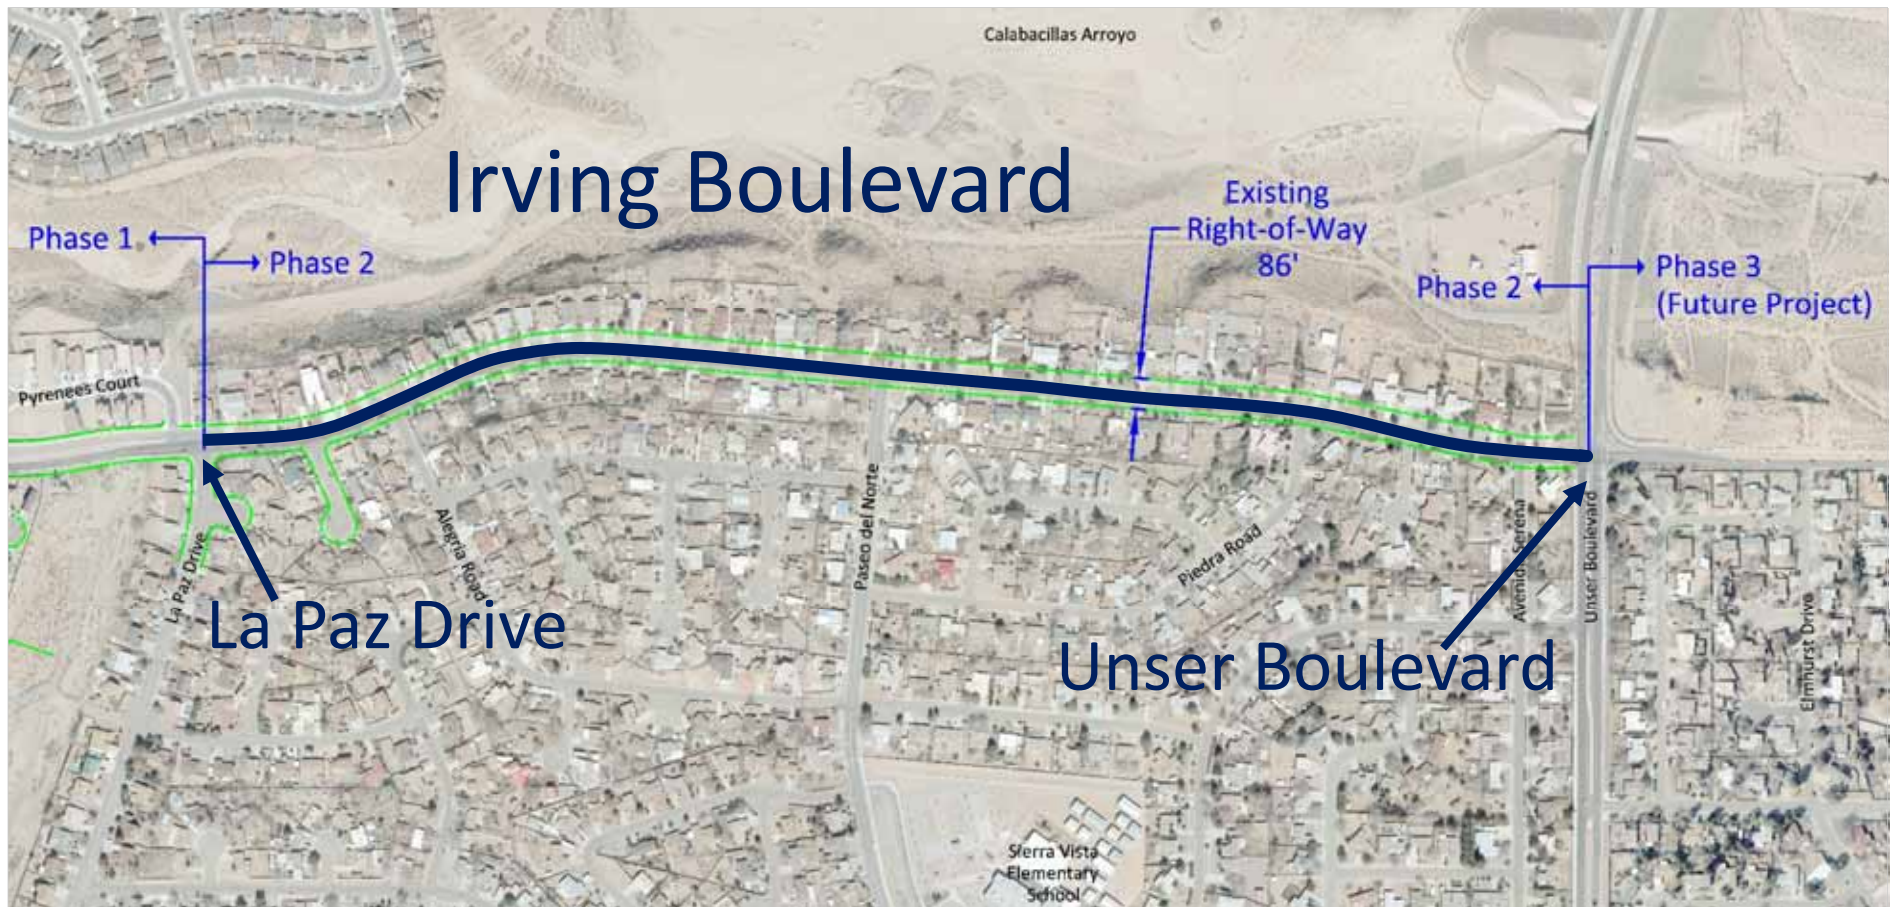 Calabacillas Arroyo
Irving Boulevard
Existing
Right-of-Way
86'
Phase 1
Phase 2
Phase 2
Phase 3
(Future Project)
Pyrenees Court
La Paz Drive
Alegria Road
Paseo del Norte
Piedra Road
Avenida Serena
Unser Boulevard
Elmhurst Drive
La Paz Drive
Unser Boulevard
Sierra Vista
Elementary
School